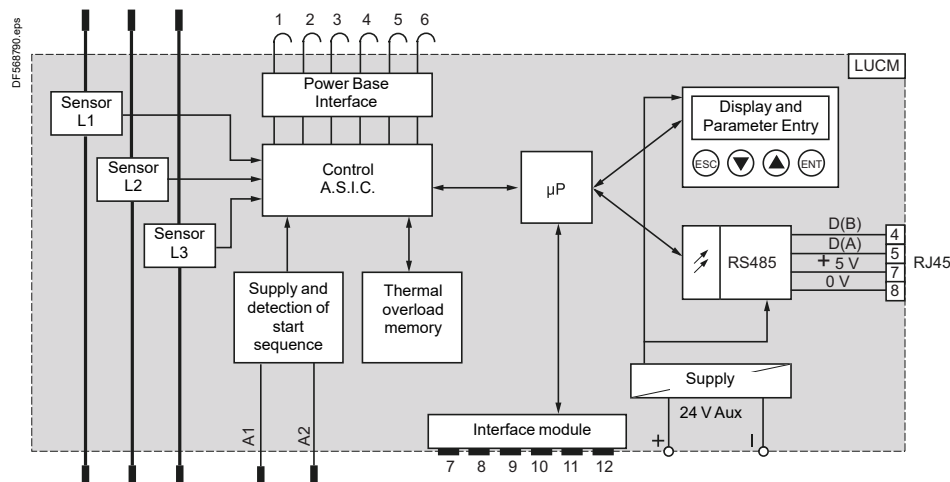 DF568790.eps
1 2 3 4 5 6
LUCM
Power Base
Interface
Sensor
L1
Sensor
L2
Sensor
L3
Control
A.S.I.C.
µP
Display and
Parameter Entry
ESC ENT
RS485
D(B) 4
D(A) 5
+ 5 V 7
0 V 8
RJ45
Supply and
detection of
start
sequence
Thermal
overload
memory
Supply
24 V Aux
+ −
A1 A2
Interface module
7 8 9 10 11 12